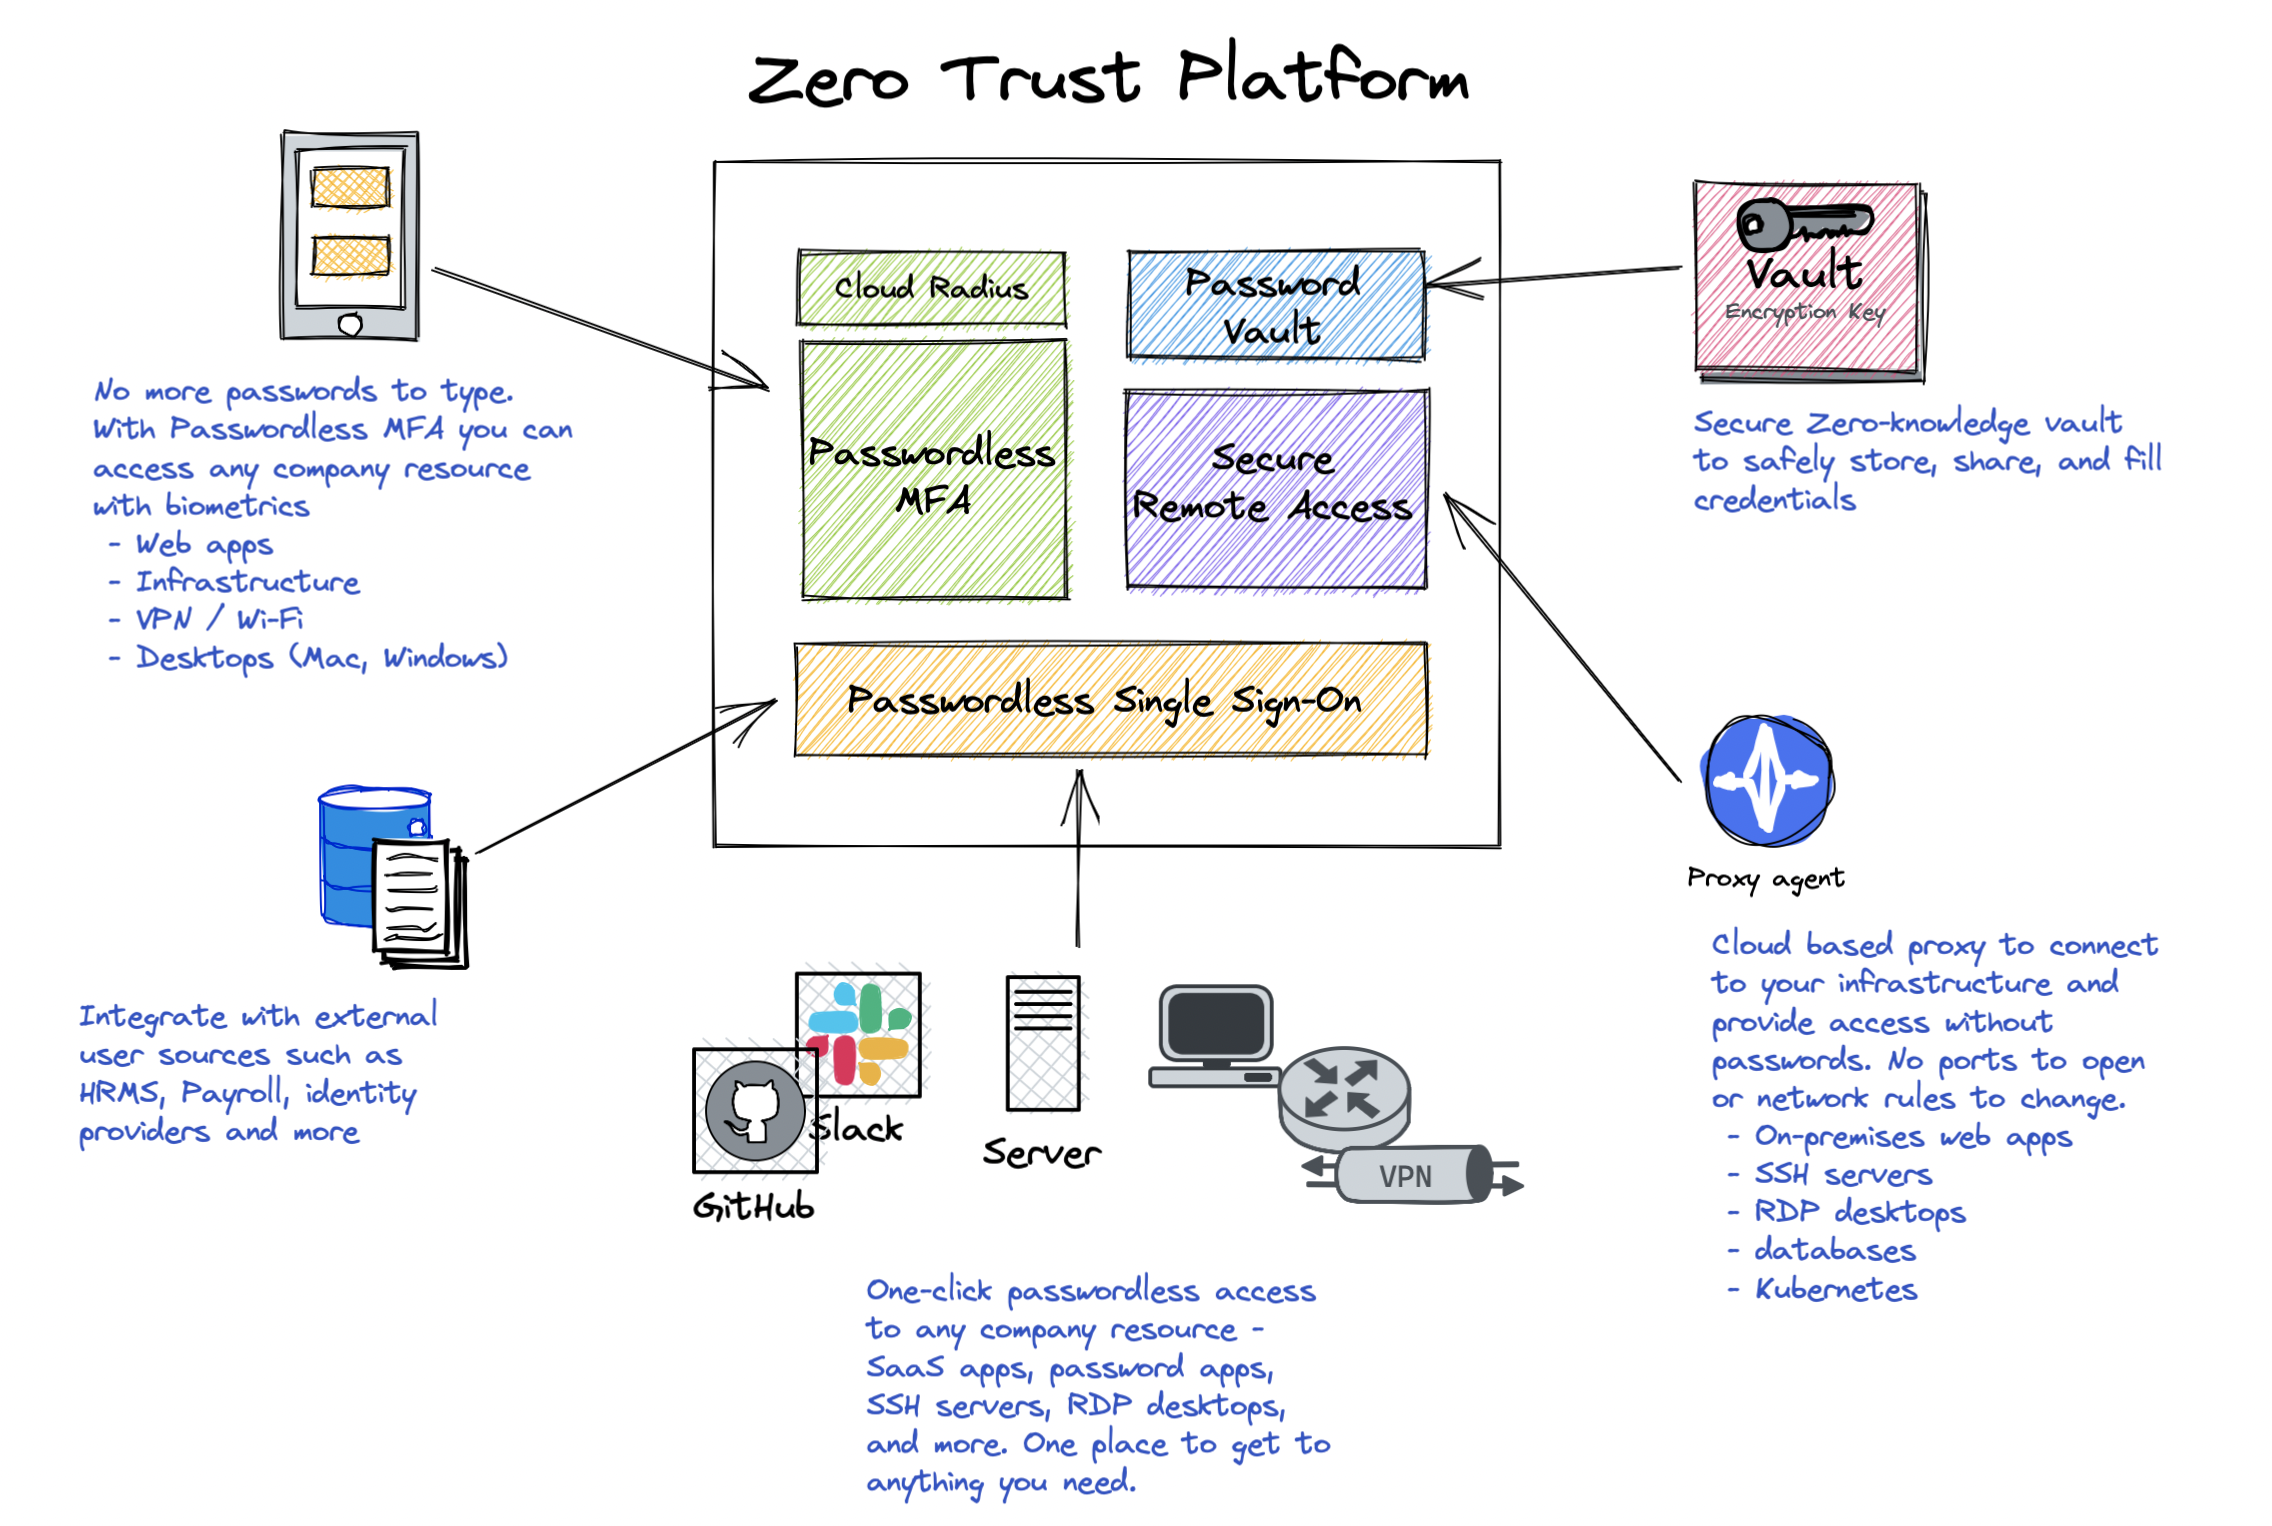 Zero Trust Platform
No more passwords to type.
With Passwordless MFA you can
access any company resource
with biometrics
- Web apps
- Infrastructure
- VPN / Wi-Fi
- Desktops (Mac, Windows)
Cloud Radius
Passwordless
MFA
Password
Vault
Secure
Remote Access
Passwordless Single Sign-On
Vault
Encryption Key
Secure Zero-knowledge vault
to safely store, share, and fill
credentials
Integrate with external
user sources such as
HRMS, Payroll, identity
providers and more
Slack
GitHub
Server
VPN
One-click passwordless access
to any company resource -
SaaS apps, password apps,
SSH servers, RDP desktops,
and more. One place to get to
anything you need.
Proxy agent
Cloud based proxy to connect
to your infrastructure and
provide access without
passwords. No ports to open
or network rules to change.
- On-premises web apps
- SSH servers
- RDP desktops
- databases
- Kubernetes